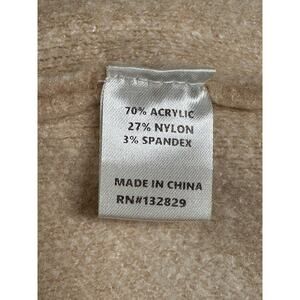 70% ACRYLIC
27% NYLON
3% SPANDEX
MADE IN CHINA
RN#132829